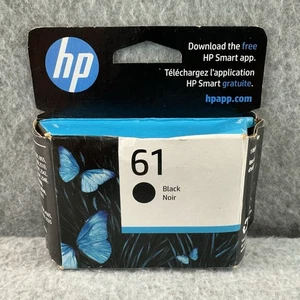 hp
Download the free
HP Smart app.
Téléchargez l'application
HP Smart gratuite.
hpapp.com
61
Black
Noir